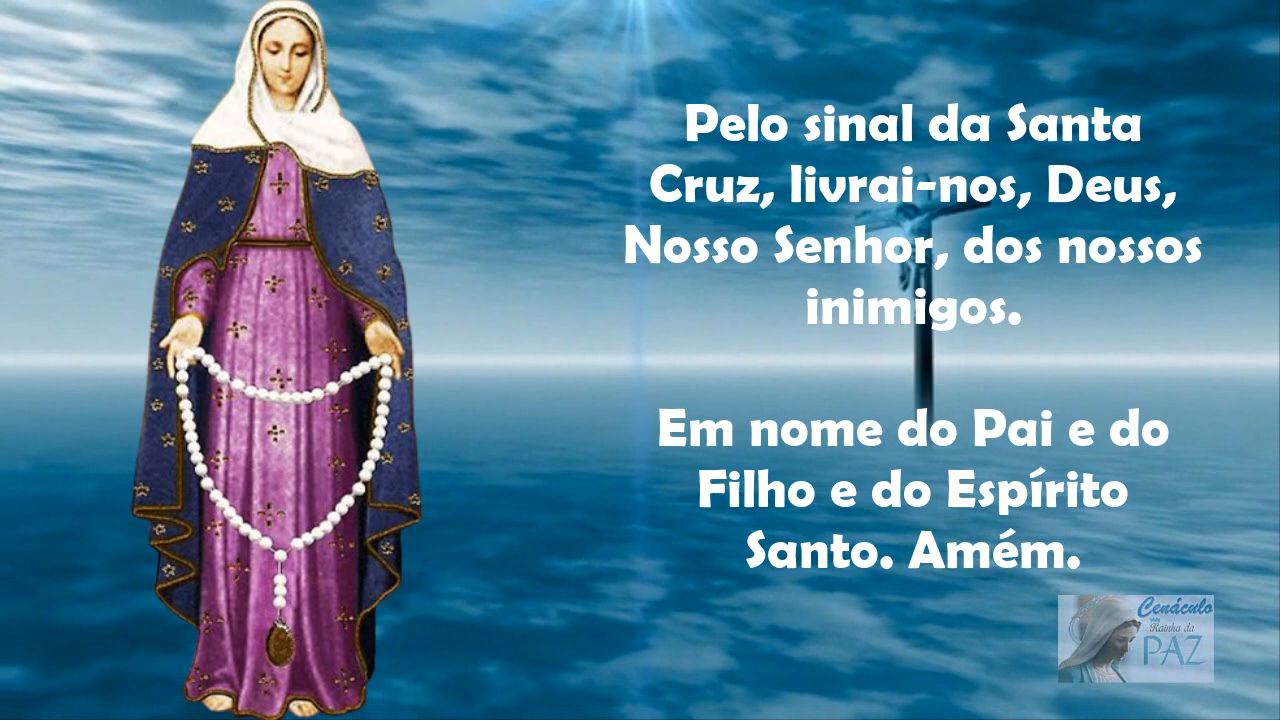 Pelo sinal da Santa
Cruz, livrai-nos, Deus,
Nosso Senhor, dos nossos
inimigos.
Em nome do Pai e do
Filho e do Espírito
Santo. Amém.
Cenáculo
Rainha da
PAZ